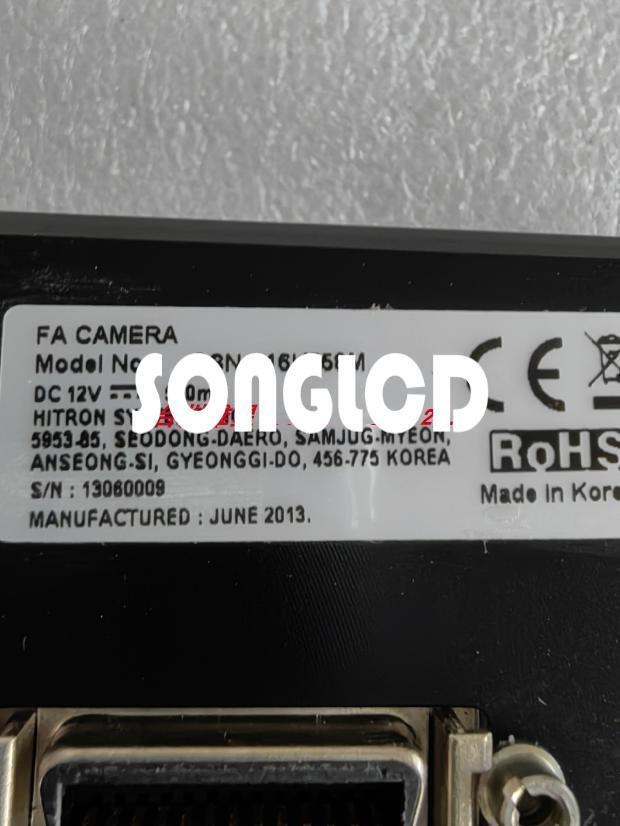 FA CAMERA
Model No
DC 12V
HITRON
5953-85, SEODONG-DAERO, SAMJUG-MYEON,
ANSEONG-SI, GYEONGGI-DO, 456-775 KOREA
S/N : 13060009
MANUFACTURED : JUNE 2013.
SONGLCD
CE
RoHS
Made in Kore